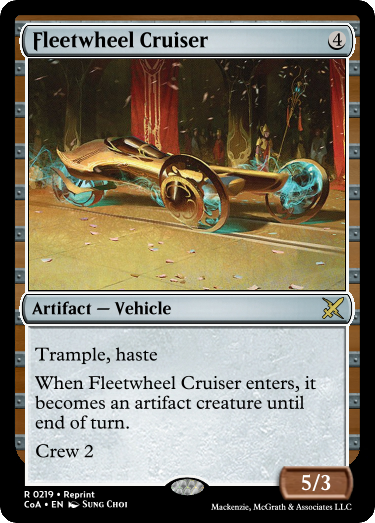 Fleetwheel Cruiser 4
Artifact — Vehicle
Trample, haste
When Fleetwheel Cruiser enters, it
becomes an artifact creature until
end of turn.
Crew 2
5/3
R 0219 • Reprint
CoA • EN Sung Choi
Mackenzie, McGrath & Associates LLC